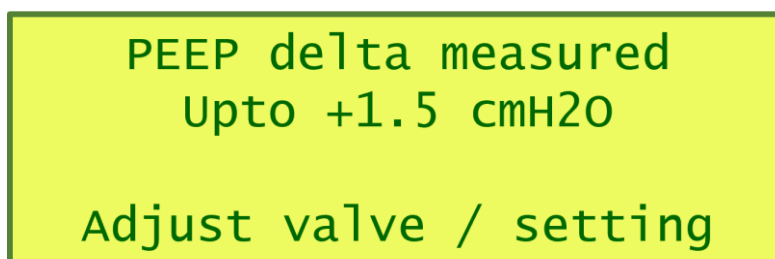 PEEP delta measured
Upto +1.5 cmH2O
Adjust valve / setting